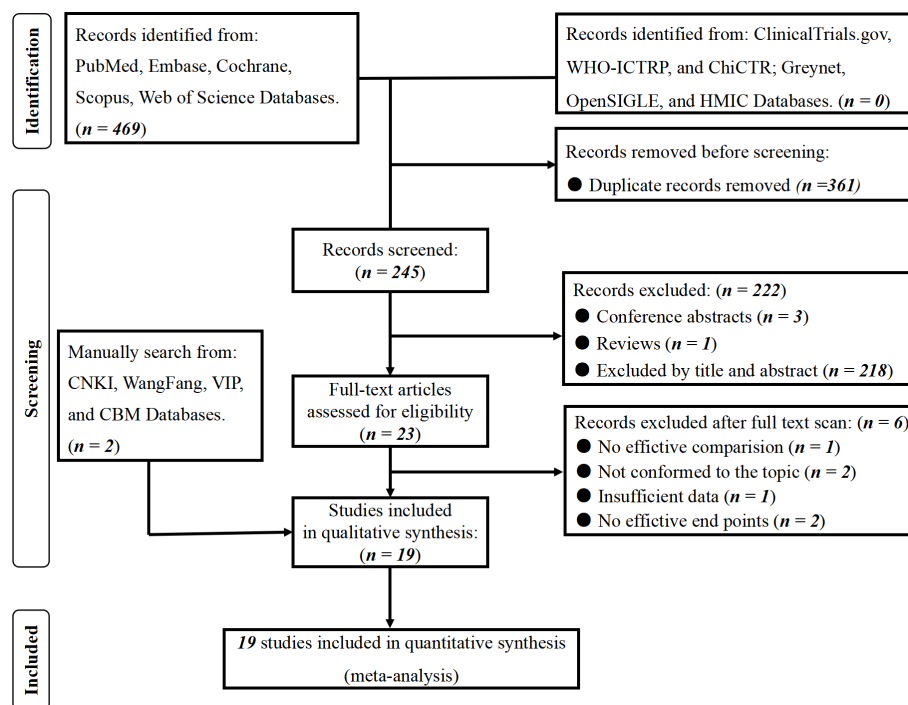 Identification
Records identified from:
PubMed, Embase, Cochrane,
Scopus, Web of Science Databases.
(n = 469)
Records identified from: ClinicalTrials.gov,
WHO-ICTRP, and ChiCTR; Greynet,
OpenSIGLE, and HMIC Databases. (n = 0)
Records removed before screening:
● Duplicate records removed (n =361)
Screening
Records screened:
(n = 245)
Records excluded: (n = 222)
● Conference abstracts (n = 3)
● Reviews (n = 1)
● Excluded by title and abstract (n = 218)
Manually search from:
CNKI, WangFang, VIP,
and CBM Databases.
(n = 2)
Full-text articles
assessed for eligibility
(n = 23)
Records excluded after full text scan: (n = 6)
● No effictive comparision (n = 1)
● Not conformed to the topic (n = 2)
● Insufficient data (n = 1)
● No effictive end points (n = 2)
Studies included
in qualitative synthesis:
(n = 19)
Included
19 studies included in quantitative synthesis
(meta-analysis)